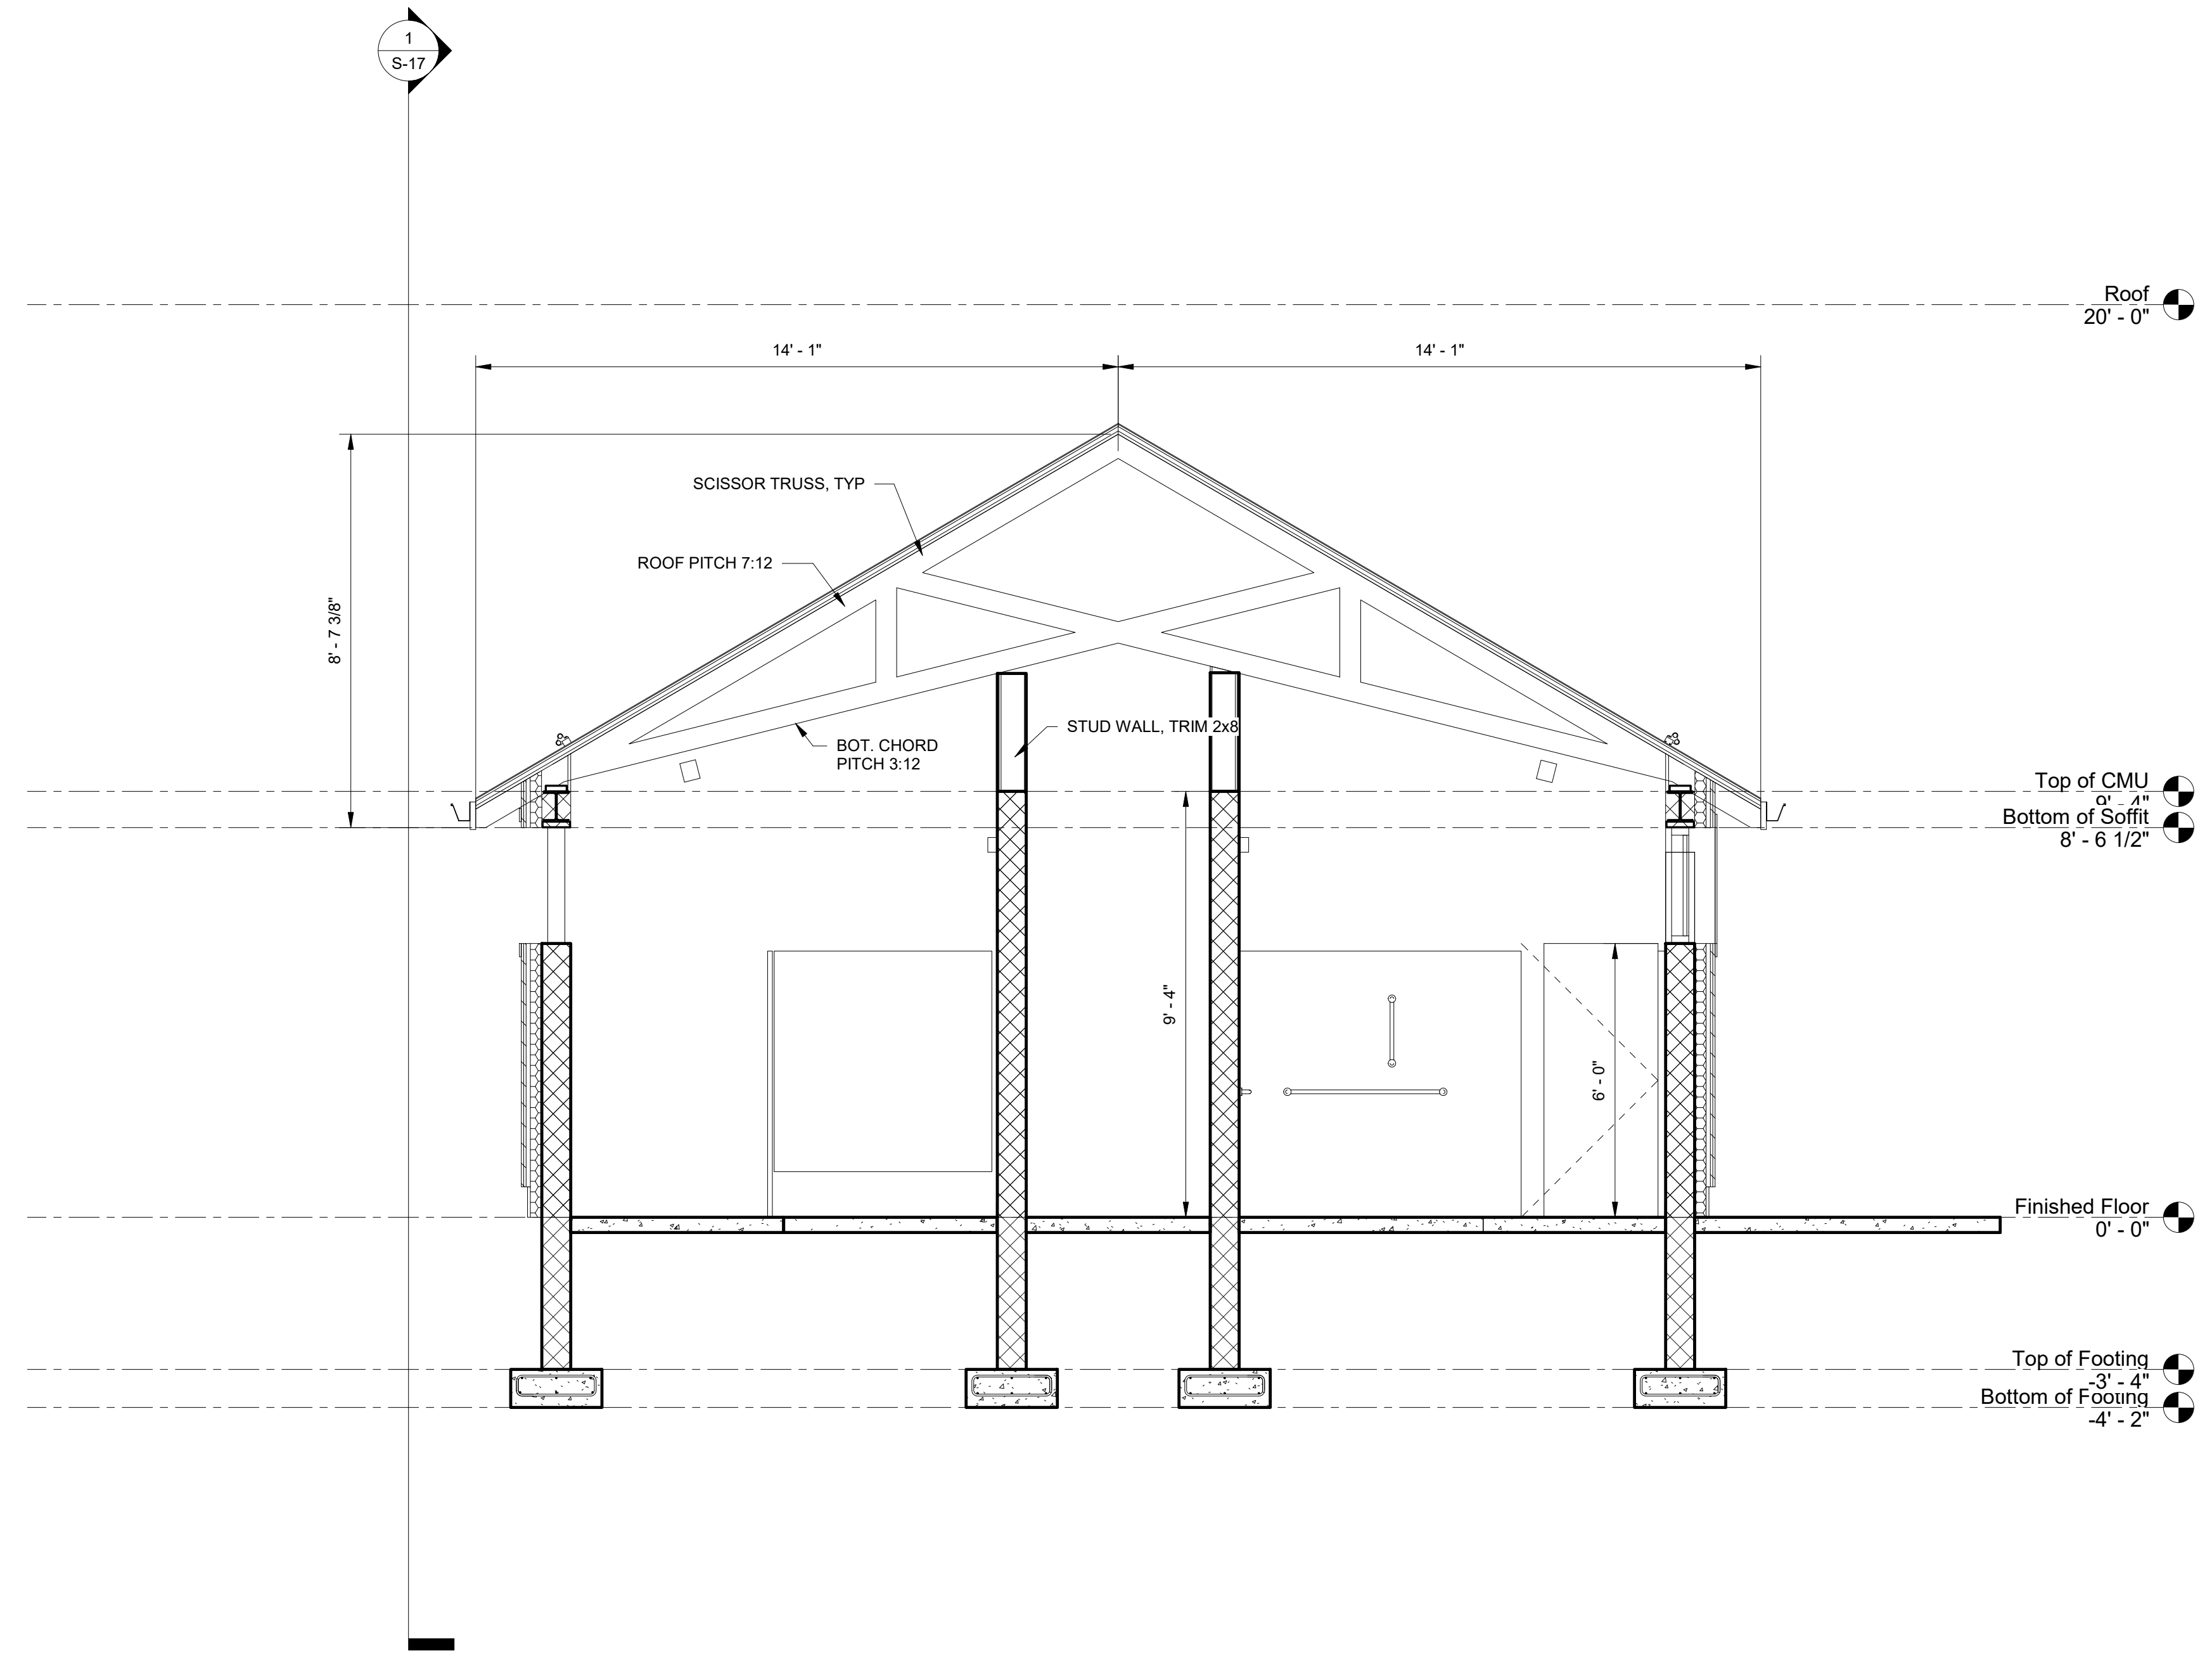 1
S-17
Roof
20' - 0"
14' - 1"
14' - 1"
SCISSOR TRUSS, TYP
ROOF PITCH 7:12
8' - 7 3/8"
STUD WALL, TRIM 2x8
BOT. CHORD
PITCH 3:12
Top of CMU
9' - 4"
Bottom of Soffit
8' - 6 1/2"
9' - 4"
6' - 0"
Finished Floor
0' - 0"
Top of Footing
-3' - 4"
Bottom of Footing
-4' - 2"